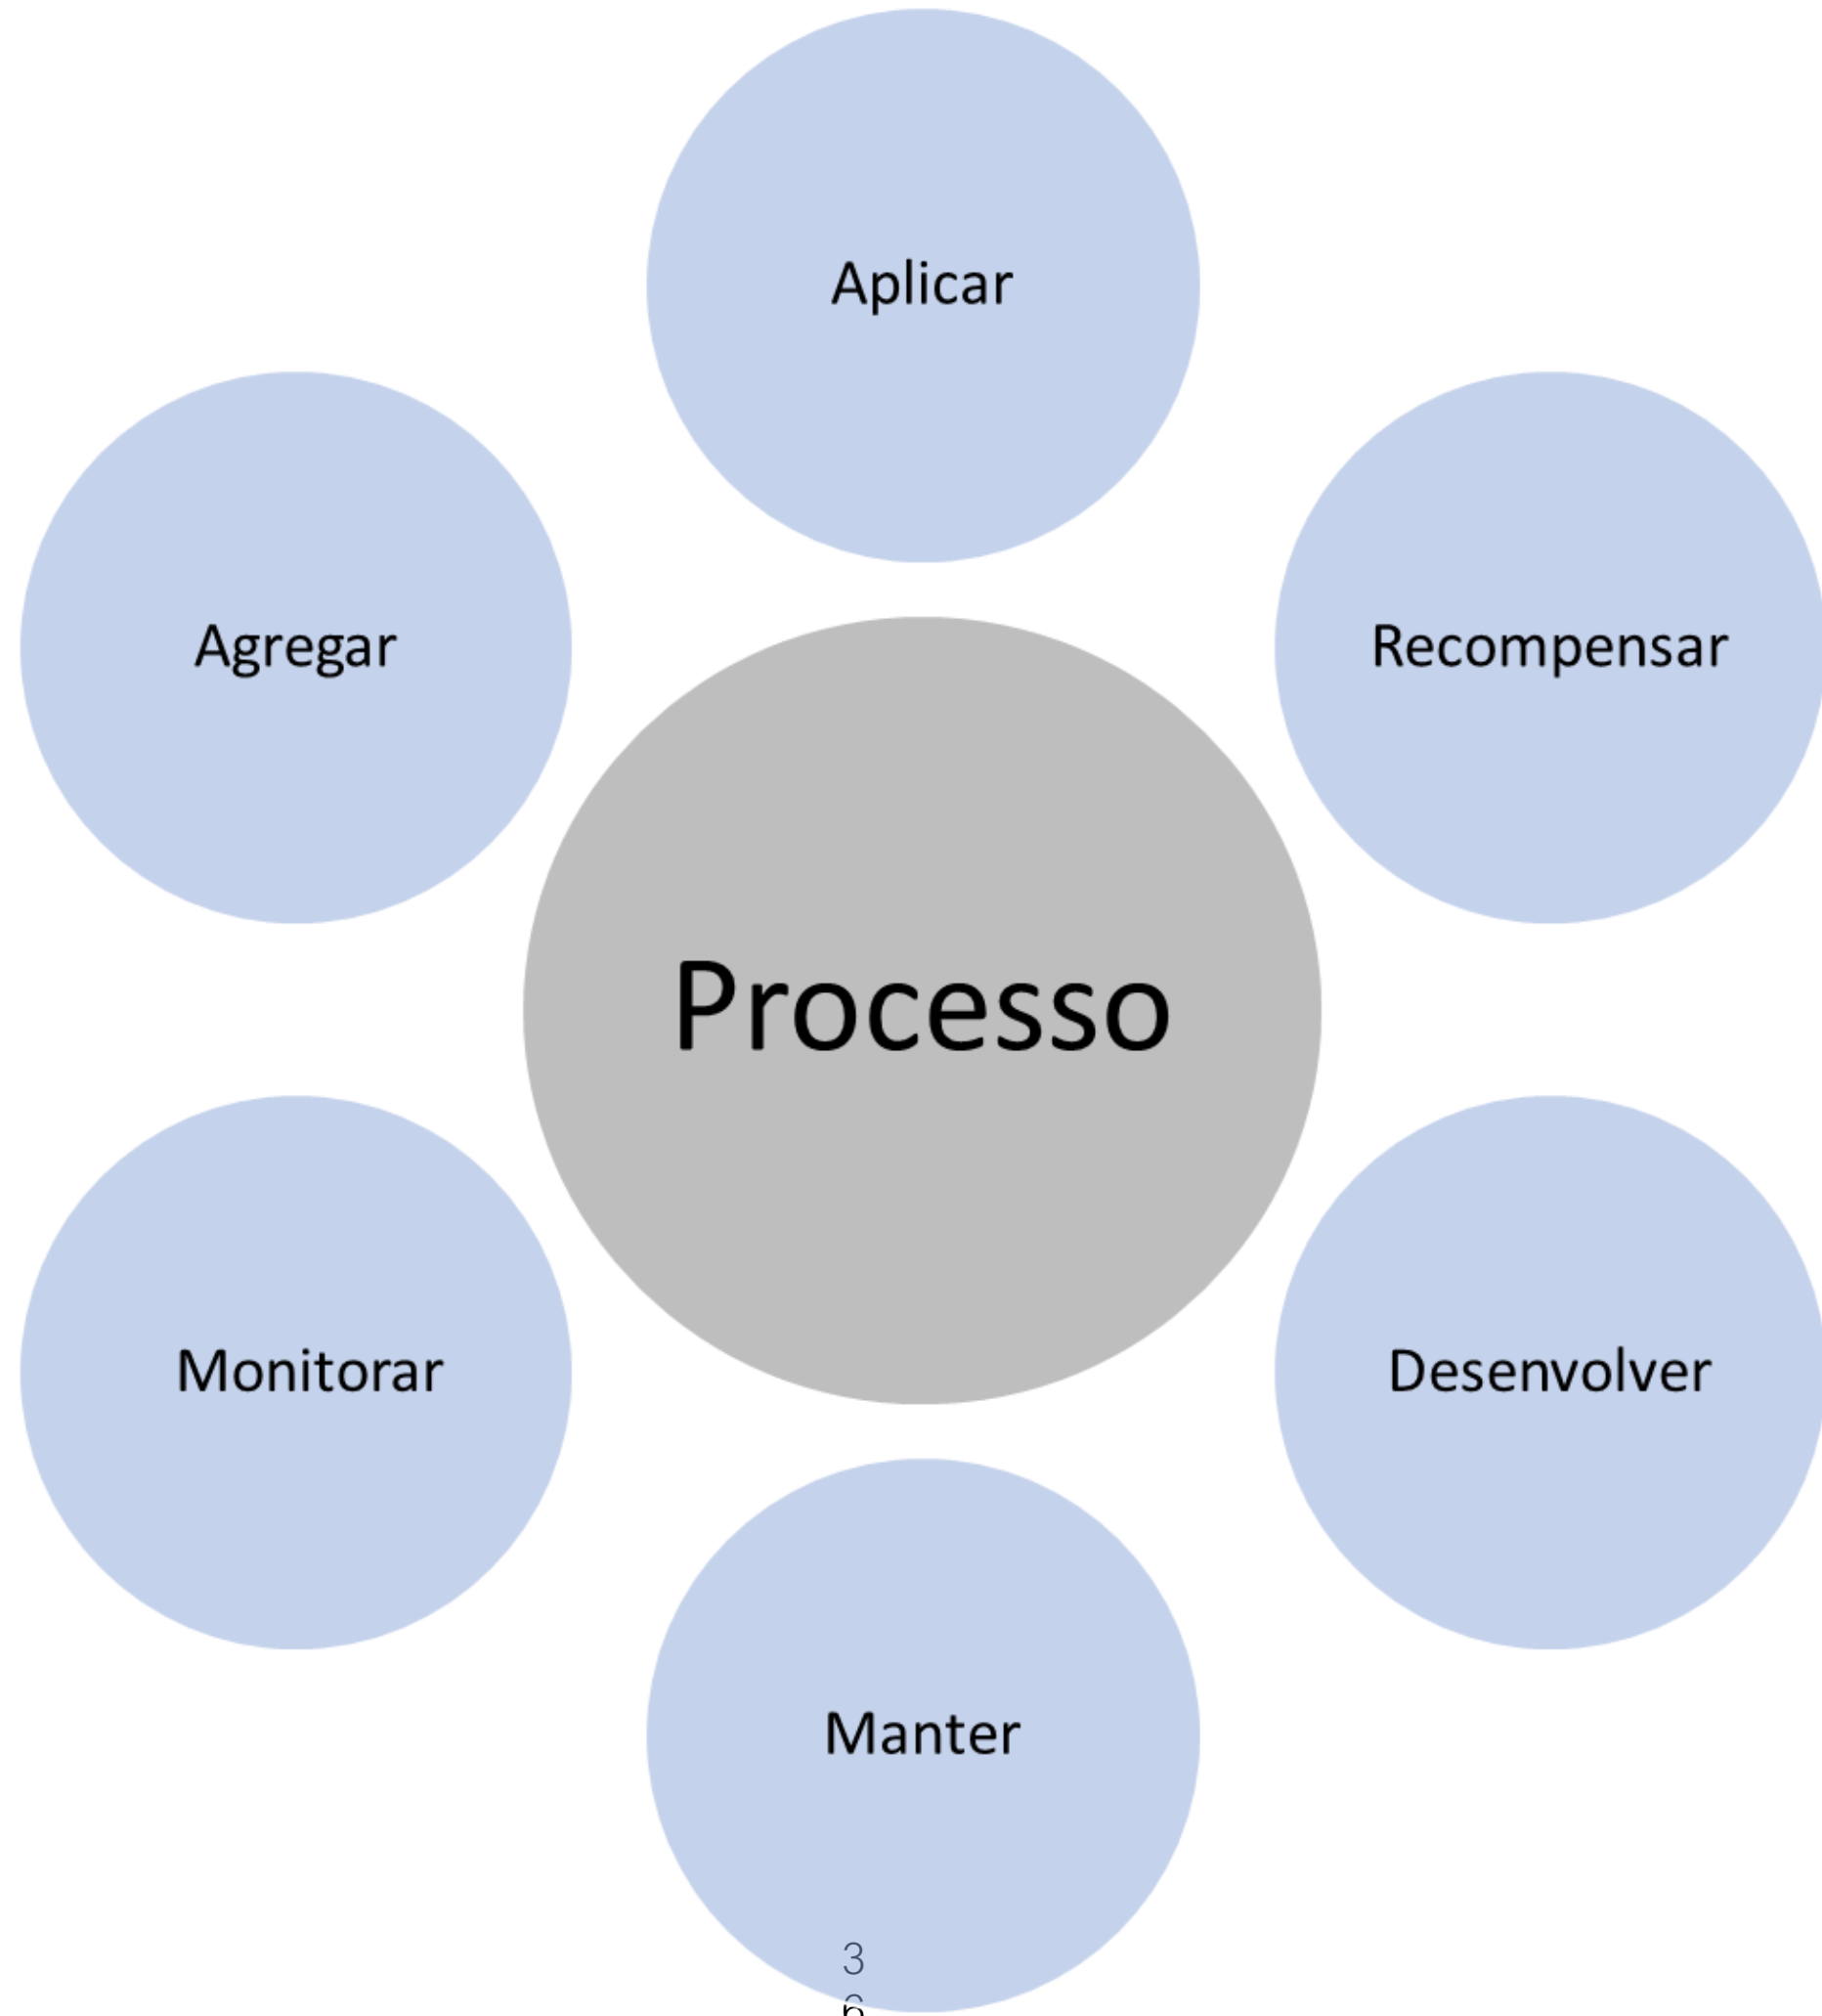 Aplicar
Agregar
Recompensar
Processo
Monitorar
Desenvolver
Manter
3